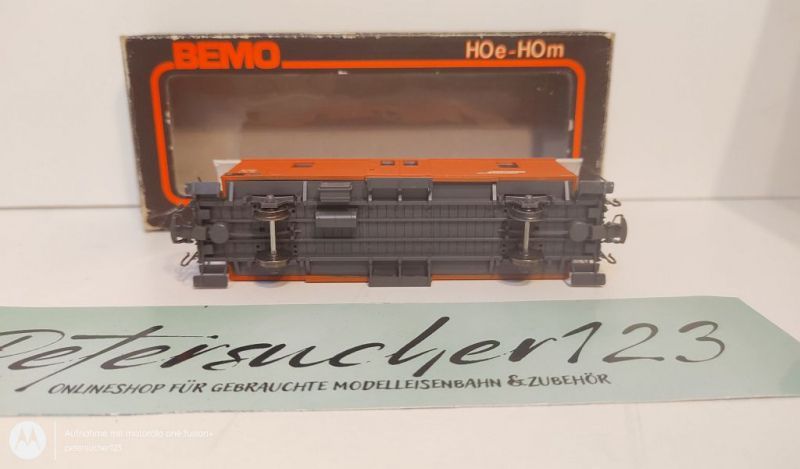 BEMO HOe-HOm
Petersucher123
ONLINESHOP FÜR GEBRAUCHTE MODELLEISENBAHN & ZUBEHÖR
Aufnahme mit motorola one fusion+
petersucher123